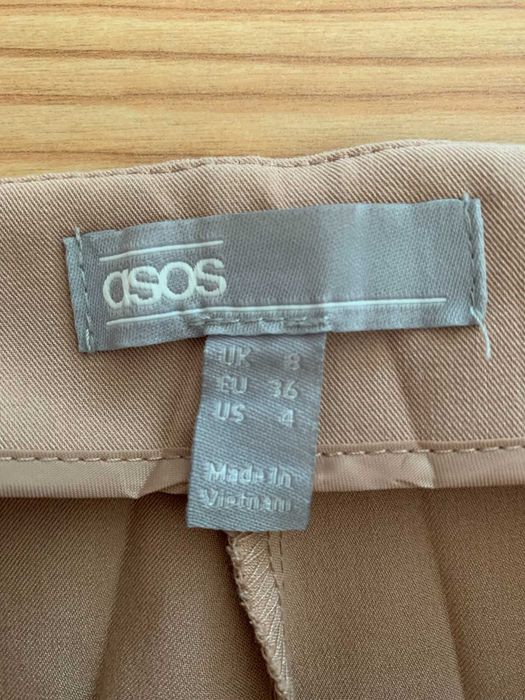 asos
UK 8
EU 36
US 4
Made In
Vietnam